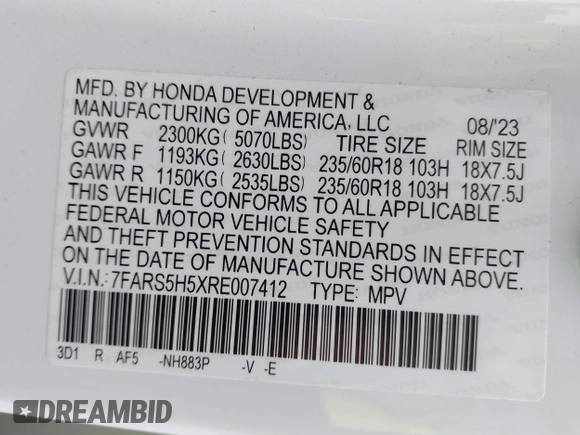 MFD. BY HONDA DEVELOPMENT &
MANUFACTURING OF AMERICA, LLC 08/'23
GVWR 2300KG( 5070LBS) TIRE SIZE RIM SIZE
GAWR F 1193KG( 2630LBS) 235/60R18 103H 18X7.5J
GAWR R 1150KG( 2535LBS) 235/60R18 103H 18X7.5J
THIS VEHICLE CONFORMS TO ALL APPLICABLE
FEDERAL MOTOR VEHICLE SAFETY
AND THEFT PREVENTION STANDARDS IN EFFECT
ON THE DATE OF MANUFACTURE SHOWN ABOVE.
V.I.N.:7FARS5H5XRE007412 TYPE: MPV
3D1 R AF5 -NH883P -V -E
DREAMBID